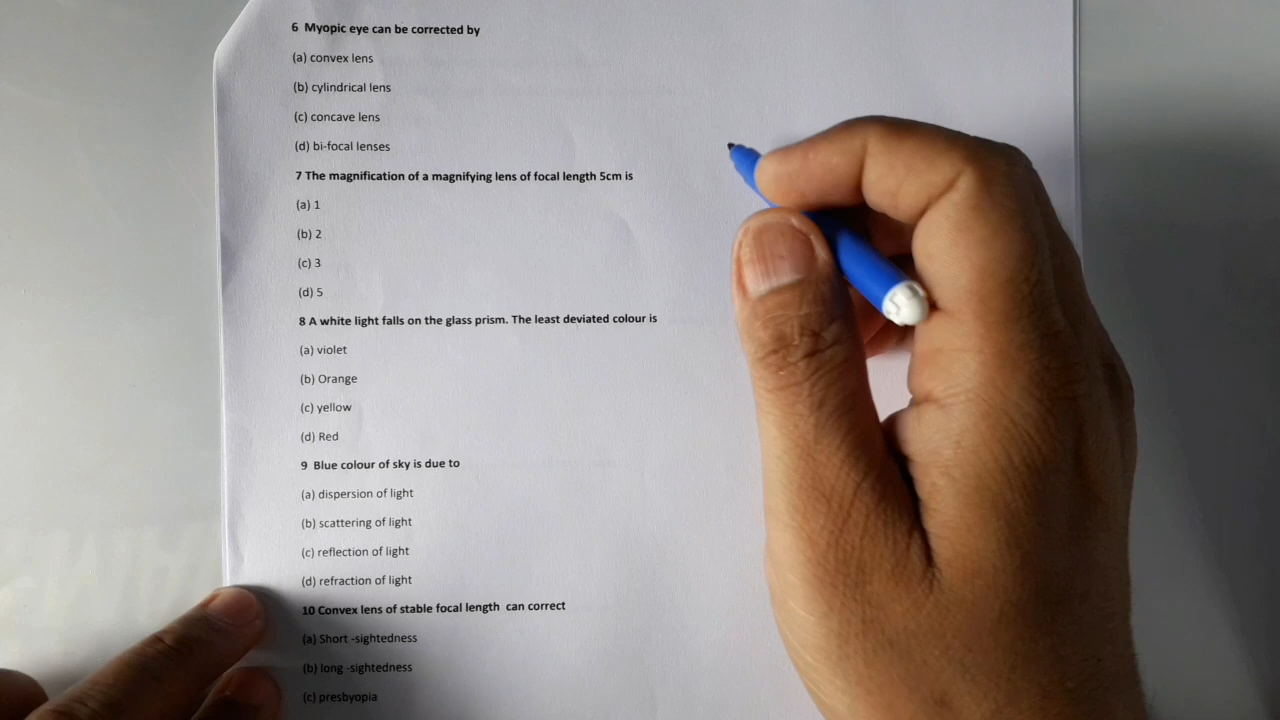 6 Myopic eye can be corrected by
(a) convex lens
(b) cylindrical lens
(c) concave lens
(d) bi-focal lenses
7 The magnification of a magnifying lens of focal length 5cm is
(a) 1
(b) 2
(c) 3
(d) 5
8 A white light falls on the glass prism. The least deviated colour is
(a) violet
(b) Orange
(c) yellow
(d) Red
9 Blue colour of sky is due to
(a) dispersion of light
(b) scattering of light
(c) reflection of light
(d) refraction of light
10 Convex lens of stable focal length can correct
(a) Short -sightedness
(b) long -sightedness
(c) presbyopia